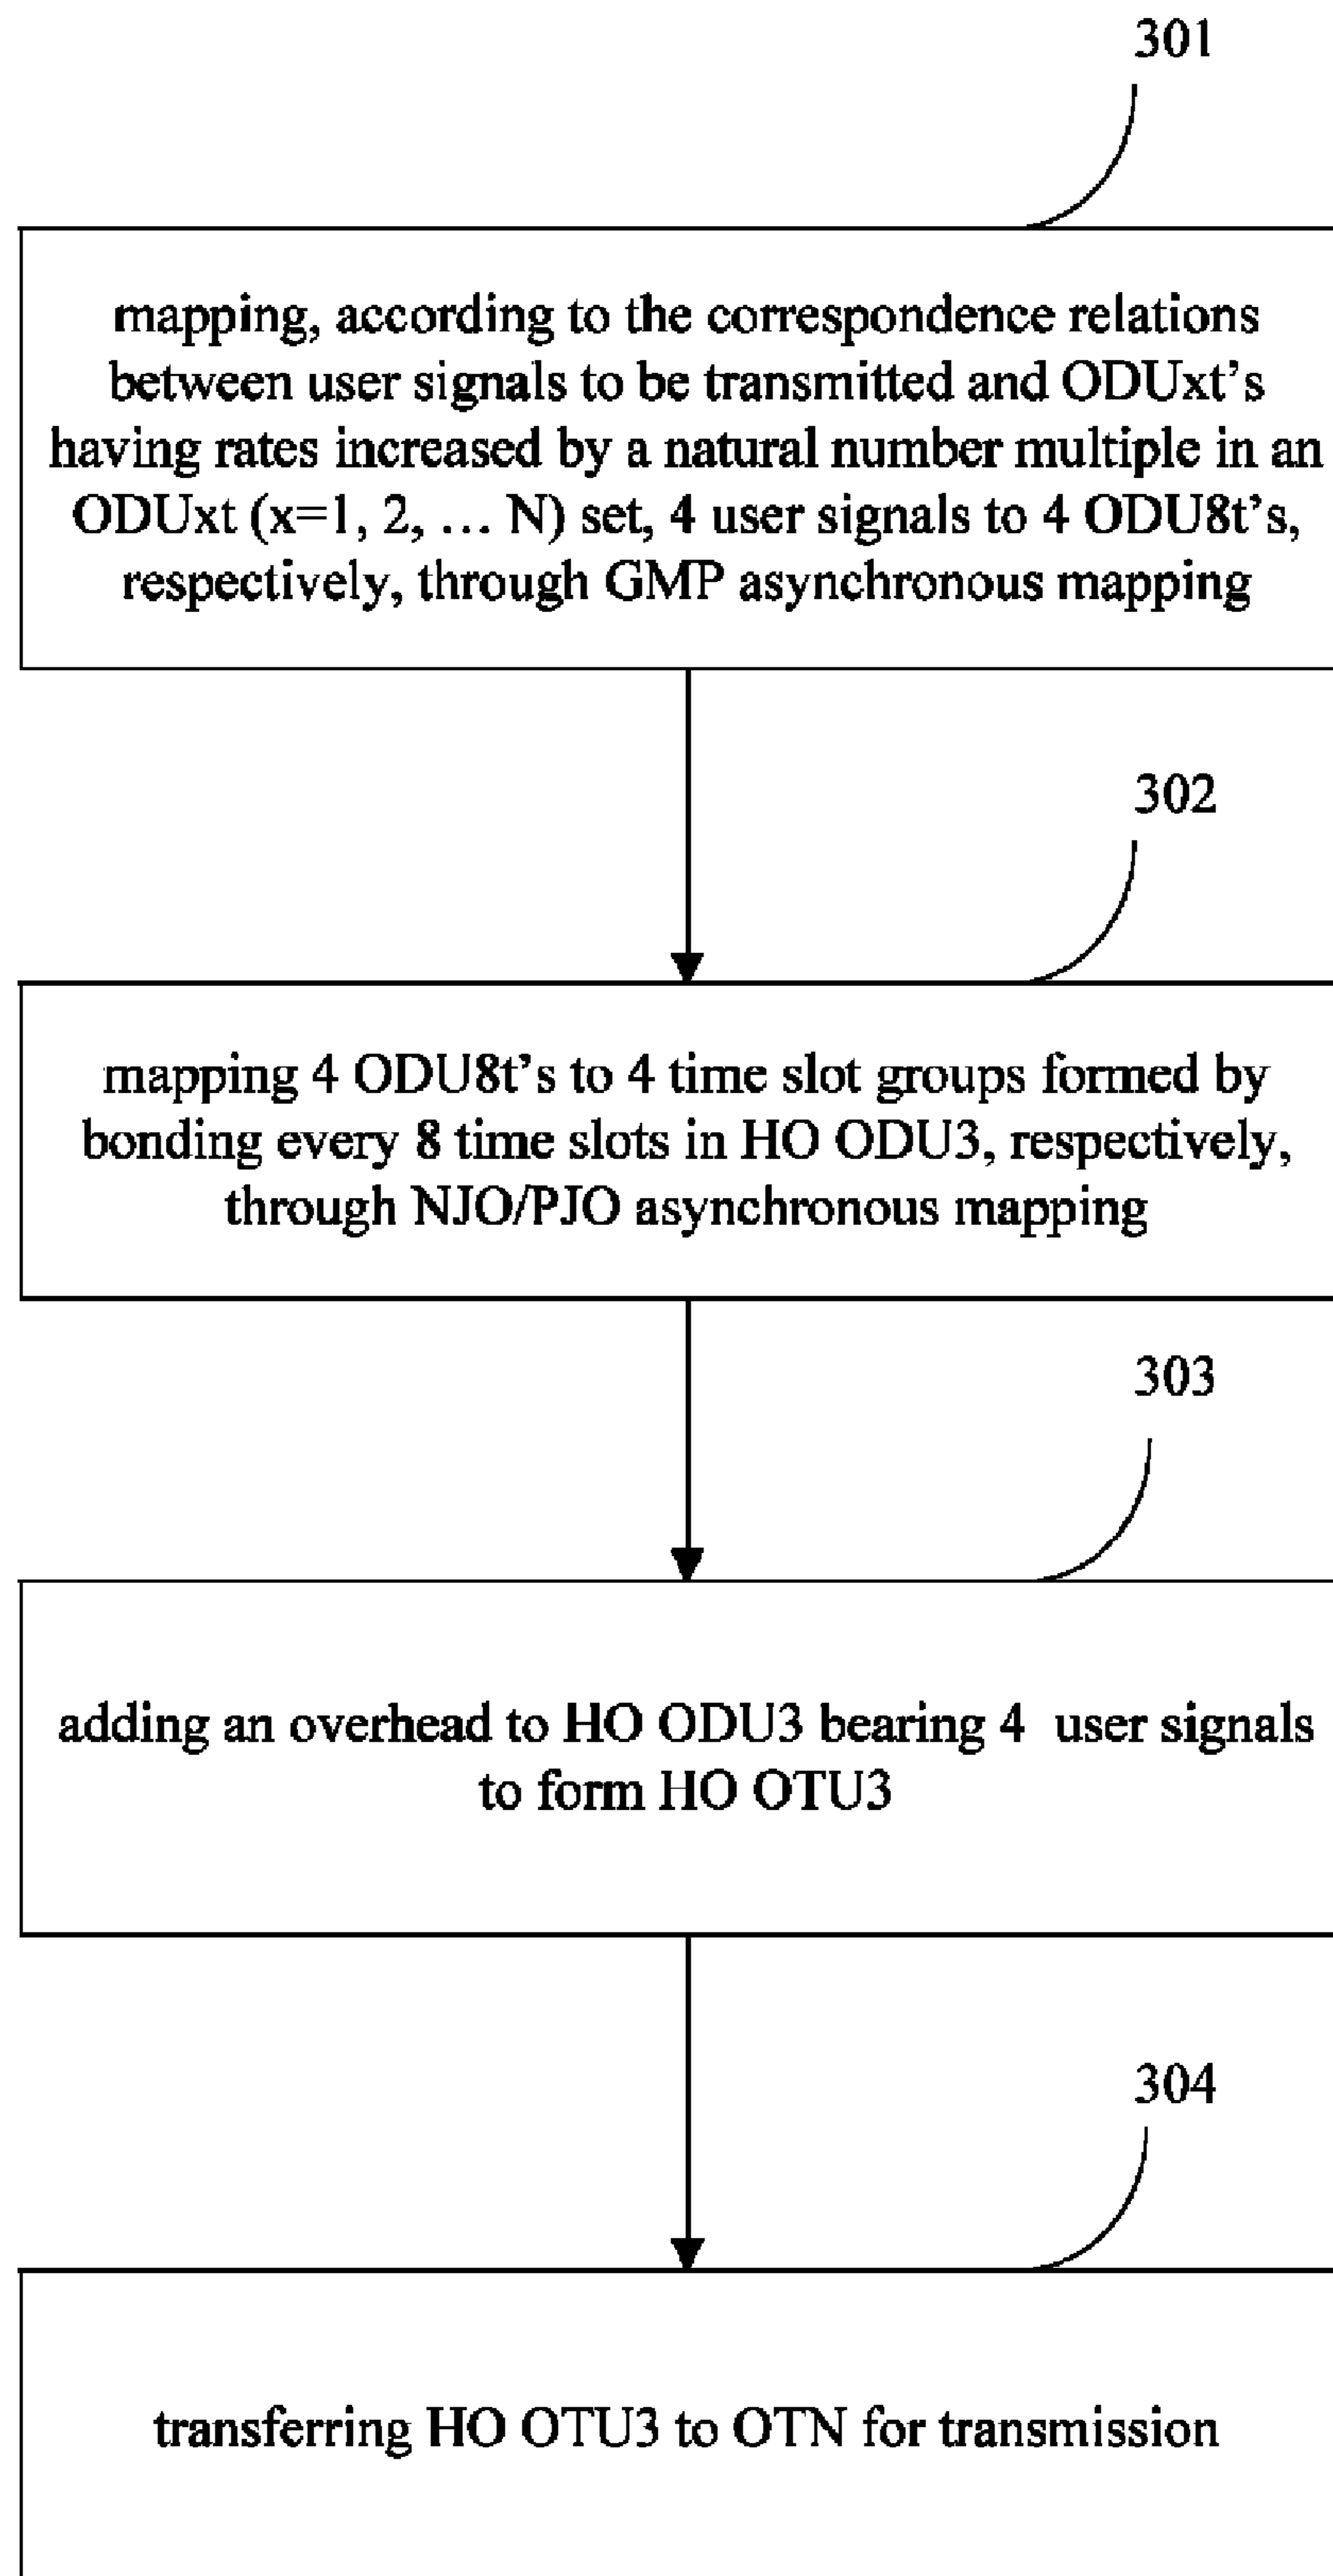 301
mapping, according to the correspondence relations
between user signals to be transmitted and ODUxt’s
having rates increased by a natural number multiple in an
ODUxt (x=1, 2, … N) set, 4 user signals to 4 ODU8t’s,
respectively, through GMP asynchronous mapping
302
mapping 4 ODU8t’s to 4 time slot groups formed by
bonding every 8 time slots in HO ODU3, respectively,
through NJO/PJO asynchronous mapping
303
adding an overhead to HO ODU3 bearing 4 user signals
to form HO OTU3
304
transferring HO OTU3 to OTN for transmission